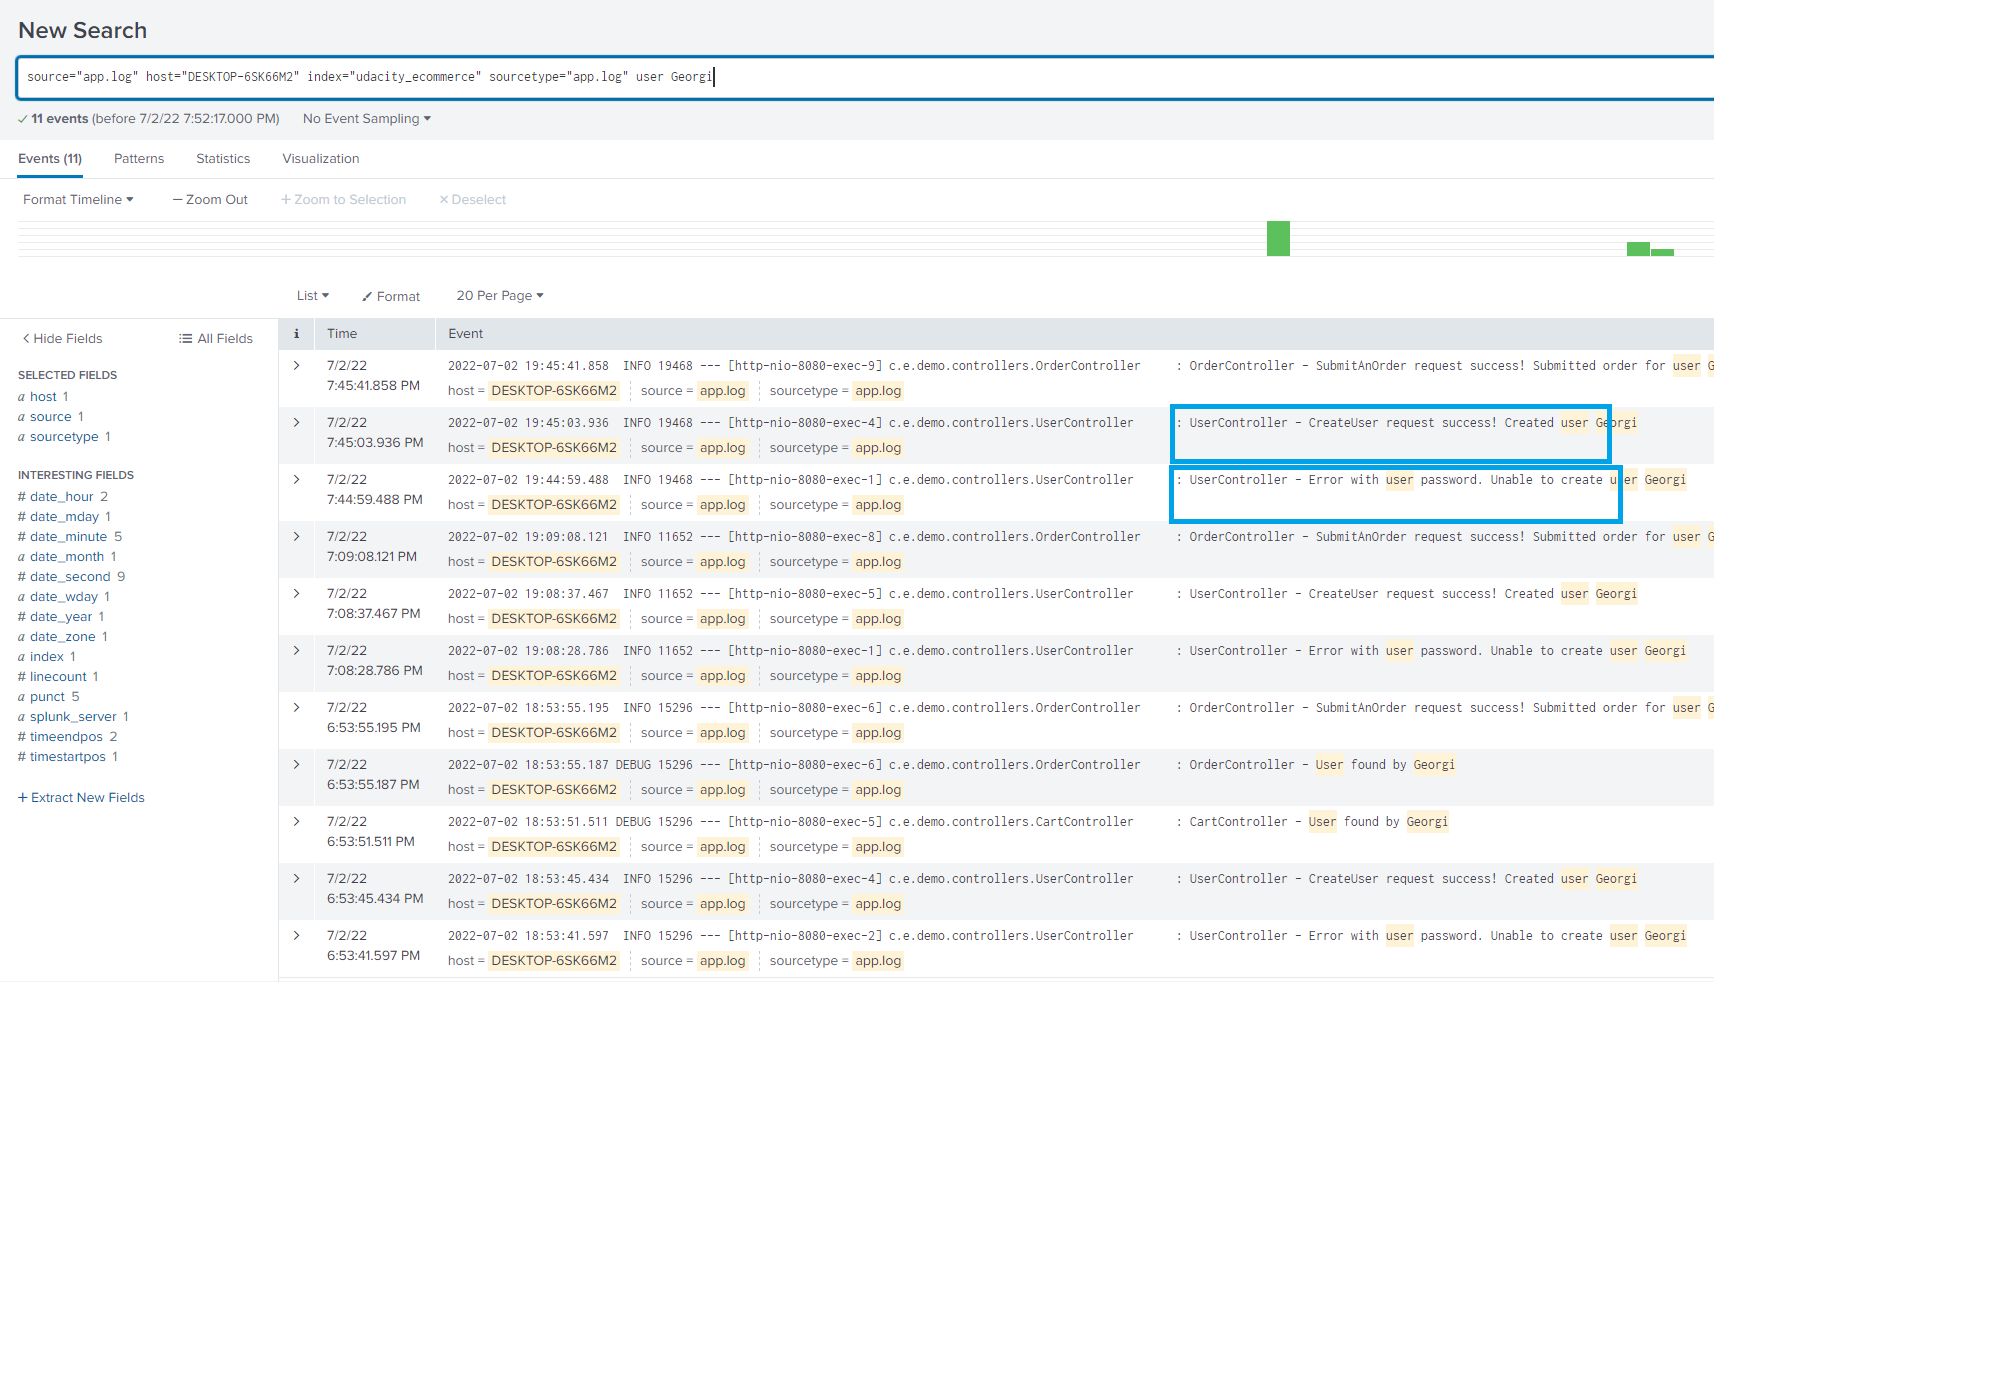 New Search
source="app.log" host="DESKTOP-6SK66M2" index="udacity_ecommerce" sourcetype="app.log" user Georgi
✓ 11 events (before 7/2/22 7:52:17.000 PM) No Event Sampling ▾
Events (11) Patterns Statistics Visualization
Format Timeline ▾ — Zoom Out + Zoom to Selection × Deselect
List ▾ Format 20 Per Page ▾
< Hide Fields All Fields
SELECTED FIELDS
a host 1
a source 1
a sourcetype 1
INTERESTING FIELDS
# date_hour 2
# date_mday 1
# date_minute 5
a date_month 1
# date_second 9
a date_wday 1
# date_year 1
a date_zone 1
a index 1
# linecount 1
a punct 5
a splunk_server 1
# timeendpos 2
# timestartpos 1
+ Extract New Fields
i Time Event
> 7/2/22 2022-07-02 19:45:41.858 INFO 19468 --- [http-nio-8080-exec-9] c.e.demo.controllers.OrderController : OrderController - SubmitAnOrder request success! Submitted order for user G
7:45:41.858 PM host = DESKTOP-6SK66M2 source = app.log sourcetype = app.log
> 7/2/22 2022-07-02 19:45:03.936 INFO 19468 --- [http-nio-8080-exec-4] c.e.demo.controllers.UserController : UserController - CreateUser request success! Created user Georgi
7:45:03.936 PM host = DESKTOP-6SK66M2 source = app.log sourcetype = app.log
> 7/2/22 2022-07-02 19:44:59.488 INFO 19468 --- [http-nio-8080-exec-1] c.e.demo.controllers.UserController : UserController - Error with user password. Unable to create user Georgi
7:44:59.488 PM host = DESKTOP-6SK66M2 source = app.log sourcetype = app.log
> 7/2/22 2022-07-02 19:09:08.121 INFO 11652 --- [http-nio-8080-exec-8] c.e.demo.controllers.OrderController : OrderController - SubmitAnOrder request success! Submitted order for user G
7:09:08.121 PM host = DESKTOP-6SK66M2 source = app.log sourcetype = app.log
> 7/2/22 2022-07-02 19:08:37.467 INFO 11652 --- [http-nio-8080-exec-5] c.e.demo.controllers.UserController : UserController - CreateUser request success! Created user Georgi
7:08:37.467 PM host = DESKTOP-6SK66M2 source = app.log sourcetype = app.log
> 7/2/22 2022-07-02 19:08:28.786 INFO 11652 --- [http-nio-8080-exec-1] c.e.demo.controllers.UserController : UserController - Error with user password. Unable to create user Georgi
7:08:28.786 PM host = DESKTOP-6SK66M2 source = app.log sourcetype = app.log
> 7/2/22 2022-07-02 18:53:55.195 INFO 15296 --- [http-nio-8080-exec-6] c.e.demo.controllers.OrderController : OrderController - SubmitAnOrder request success! Submitted order for user G
6:53:55.195 PM host = DESKTOP-6SK66M2 source = app.log sourcetype = app.log
> 7/2/22 2022-07-02 18:53:55.187 DEBUG 15296 --- [http-nio-8080-exec-6] c.e.demo.controllers.OrderController : OrderController - User found by Georgi
6:53:55.187 PM host = DESKTOP-6SK66M2 source = app.log sourcetype = app.log
> 7/2/22 2022-07-02 18:53:51.511 DEBUG 15296 --- [http-nio-8080-exec-5] c.e.demo.controllers.CartController : CartController - User found by Georgi
6:53:51.511 PM host = DESKTOP-6SK66M2 source = app.log sourcetype = app.log
> 7/2/22 2022-07-02 18:53:45.434 INFO 15296 --- [http-nio-8080-exec-4] c.e.demo.controllers.UserController : UserController - CreateUser request success! Created user Georgi
6:53:45.434 PM host = DESKTOP-6SK66M2 source = app.log sourcetype = app.log
> 7/2/22 2022-07-02 18:53:41.597 INFO 15296 --- [http-nio-8080-exec-2] c.e.demo.controllers.UserController : UserController - Error with user password. Unable to create user Georgi
6:53:41.597 PM host = DESKTOP-6SK66M2 source = app.log sourcetype = app.log